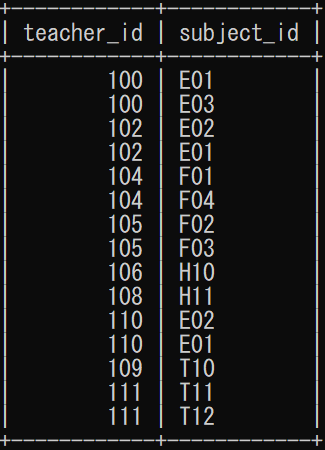 +------------+------------+
| teacher_id | subject_id |
+------------+------------+
|        100 | E01        |
|        100 | E03        |
|        102 | E02        |
|        102 | E01        |
|        104 | F01        |
|        104 | F04        |
|        105 | F02        |
|        105 | F03        |
|        106 | H10        |
|        108 | H11        |
|        110 | E02        |
|        110 | E01        |
|        109 | T10        |
|        111 | T11        |
|        111 | T12        |
+------------+------------+